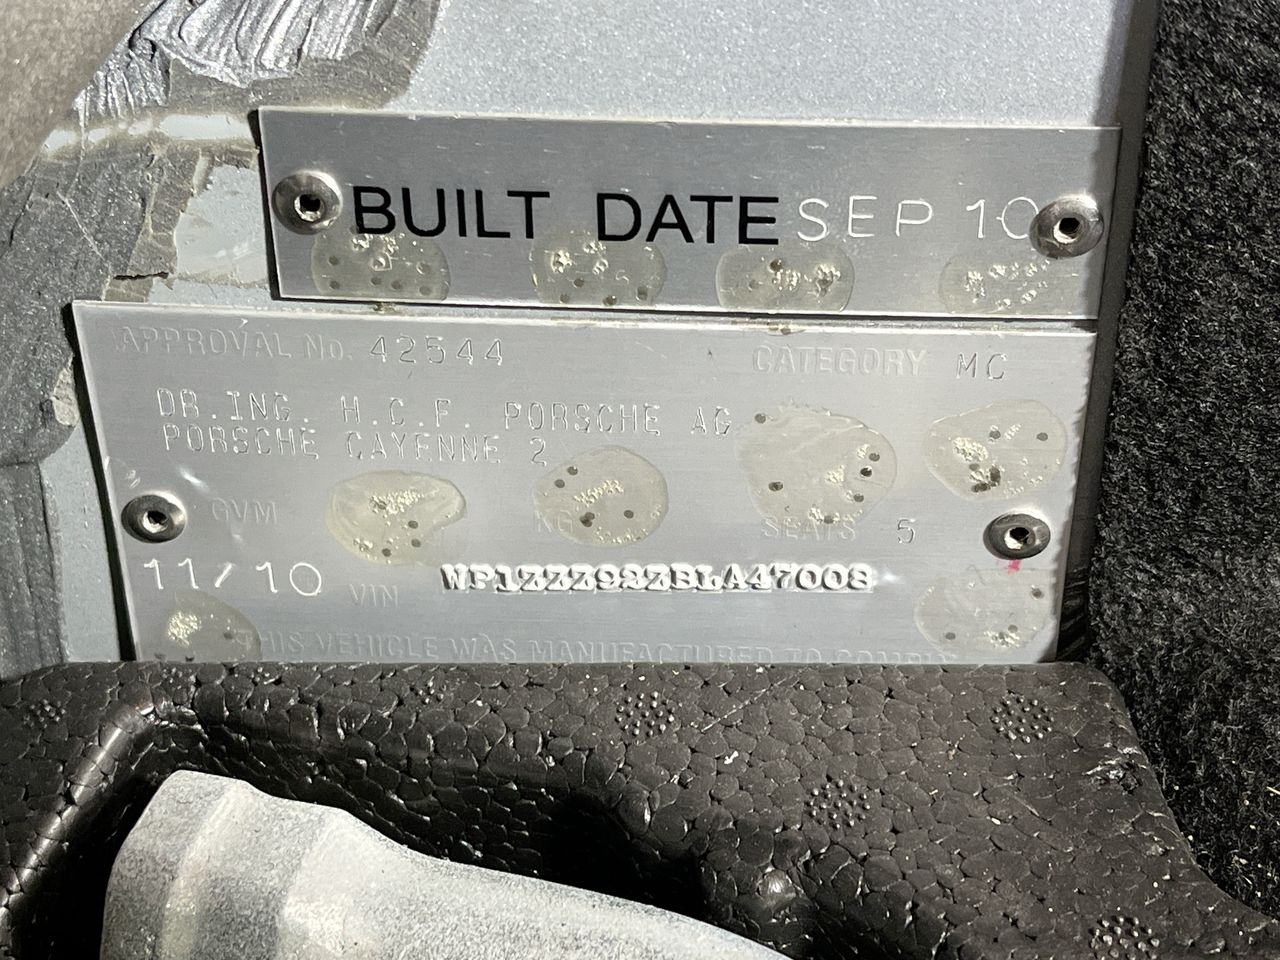 BUILT DATE SEP 10
APPROVAL No. 42544 CATEGORY MC
DR.ING. H.C.F. PORSCHE AG
PORSCHE CAYENNE 2
GVM KG SEATS 5
11/10 VIN WP1ZZZ92ZBLA47008
THIS VEHICLE WAS MANUFACTURED TO COMPLY